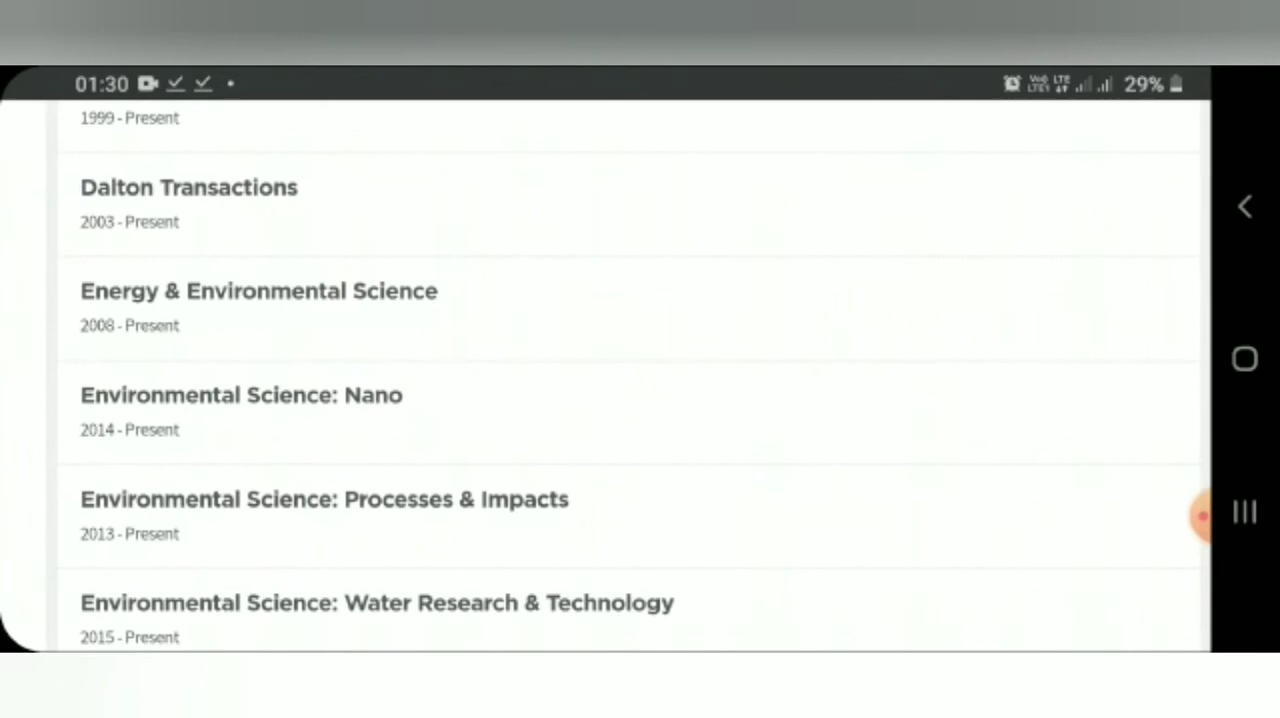 01:30
29%
1999 - Present
Dalton Transactions
2003 - Present
Energy & Environmental Science
2008 - Present
Environmental Science: Nano
2014 - Present
Environmental Science: Processes & Impacts
2013 - Present
Environmental Science: Water Research & Technology
2015 - Present